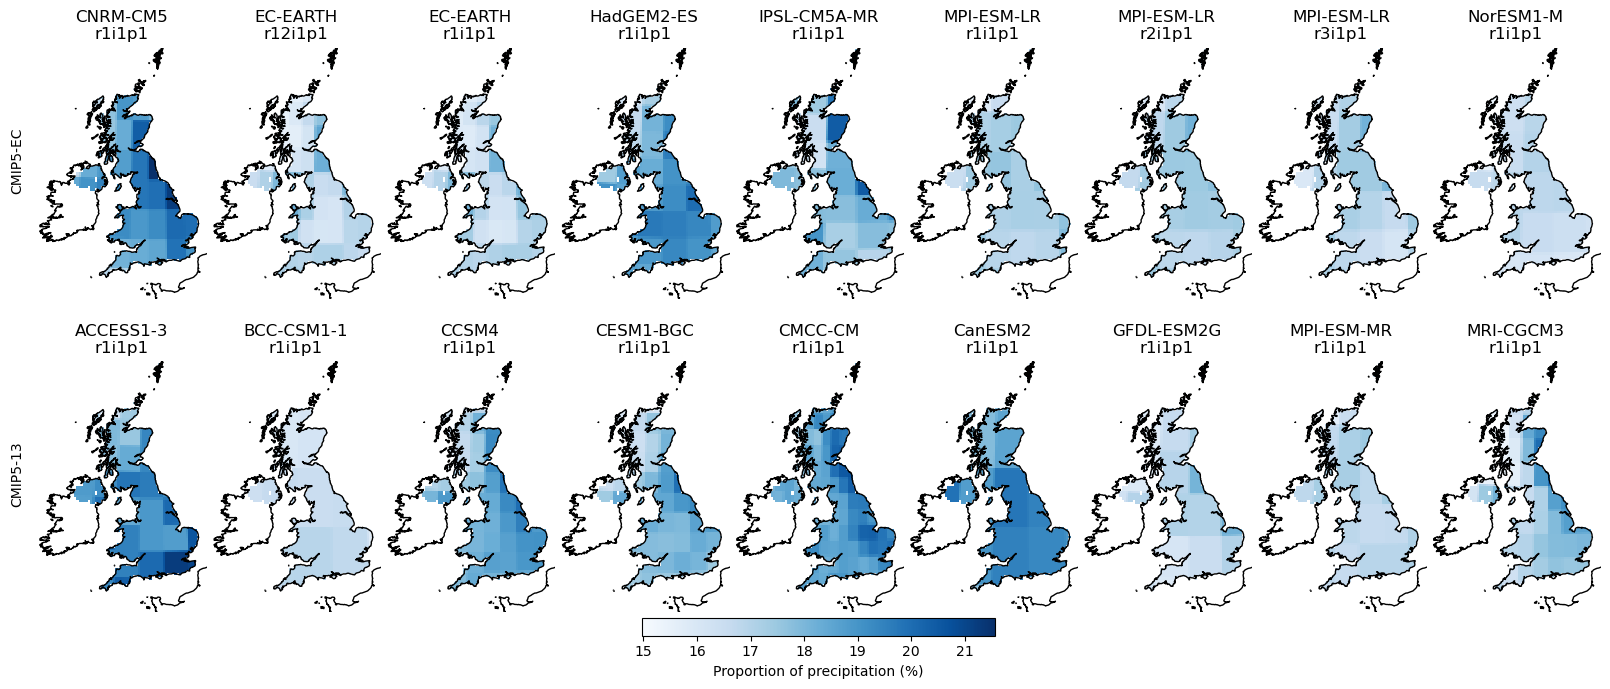 CNRM-CM5
r1i1p1
EC-EARTH
r12i1p1
EC-EARTH
r1i1p1
HadGEM2-ES
r1i1p1
IPSL-CM5A-MR
r1i1p1
MPI-ESM-LR
r1i1p1
MPI-ESM-LR
r2i1p1
MPI-ESM-LR
r3i1p1
NorESM1-M
r1i1p1
CMIP5-EC
ACCESS1-3
r1i1p1
BCC-CSM1-1
r1i1p1
CCSM4
r1i1p1
CESM1-BGC
r1i1p1
CMCC-CM
r1i1p1
CanESM2
r1i1p1
GFDL-ESM2G
r1i1p1
MPI-ESM-MR
r1i1p1
MRI-CGCM3
r1i1p1
CMIP5-13
15 16 17 18 19 20 21
Proportion of precipitation (%)